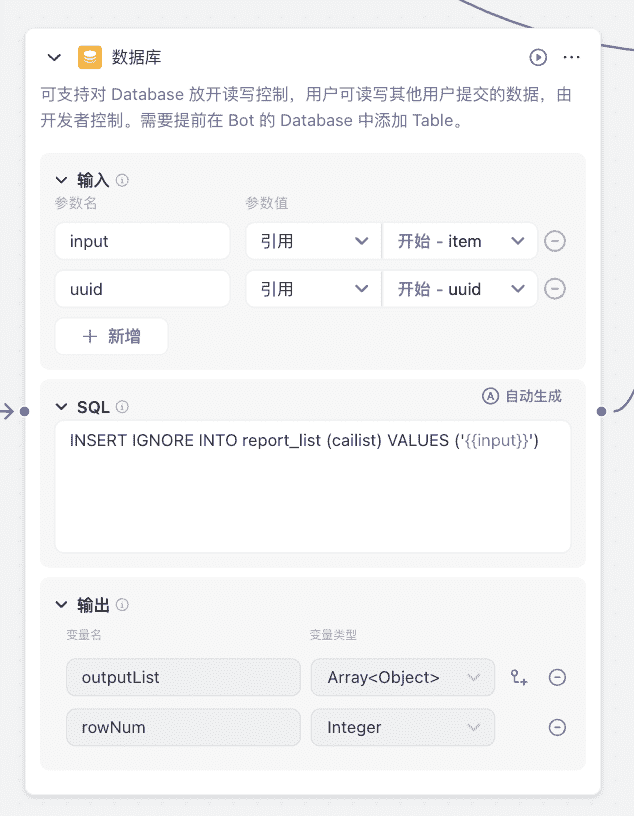 数据库
可支持对 Database 放开读写控制，用户可读写其他用户提交的数据，由
开发者控制。需要提前在 Bot 的 Database 中添加 Table。
输入
参数名 参数值
input 引用 开始 - item
uuid 引用 开始 - uuid
+ 新增
SQL A 自动生成
INSERT IGNORE INTO report_list (cailist) VALUES ('{{input}}')
输出
变量名 变量类型
outputList Array<Object>
rowNum Integer